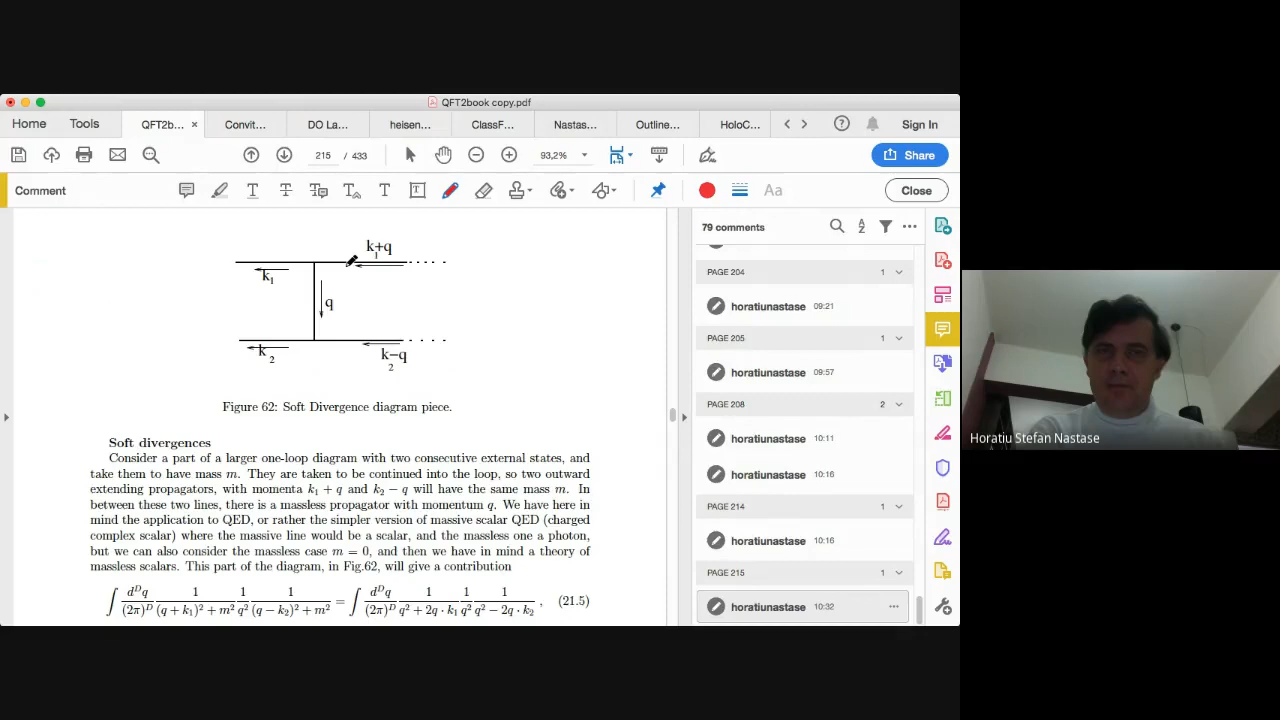 QFT2book copy.pdf
Home Tools QFT2b... × Convit... DO La... heisen... ClassF... Nastas... Outline... HoloC... Sign In
215 / 433 93,2% Share
Comment T T T T Aa Close
79 comments
PAGE 204 1
horatiunastase 09:21
PAGE 205 1
horatiunastase 09:57
PAGE 208 2
horatiunastase 10:11
horatiunastase 10:16
PAGE 214 1
horatiunastase 10:16
PAGE 215 1
horatiunastase 10:32 ...
k₁+q
k₁
q
k₂
k₂−q
Figure 62: Soft Divergence diagram piece.
Soft divergences
Consider a part of a larger one-loop diagram with two consecutive external states, and
take them to have mass m. They are taken to be continued into the loop, so two outward
extending propagators, with momenta k₁ + q and k₂ − q will have the same mass m. In
between these two lines, there is a massless propagator with momentum q. We have here in
mind the application to QED, or rather the simpler version of massive scalar QED (charged
complex scalar) where the massive line would be a scalar, and the massless one a photon,
but we can also consider the massless case m = 0, and then we have in mind a theory of
massless scalars. This part of the diagram, in Fig.62, will give a contribution
∫ dᴰq/(2π)ᴰ 1/((q + k₁)² + m²) 1/q² 1/((q − k₂)² + m²) = ∫ dᴰq/(2π)ᴰ 1/(q² + 2q · k₁) 1/q² 1/(q² − 2q · k₂) , (21.5)
Horatiu Stefan Nastase